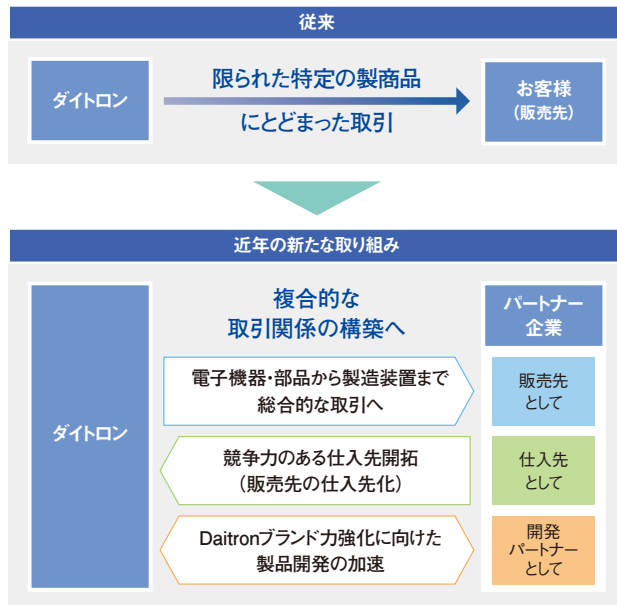 従来
ダイトロン
限られた特定の製商品
にとどまった取引
お客様
(販売先)
近年の新たな取り組み
ダイトロン
複合的な
取引関係の構築へ
パートナー
企業
電子機器・部品から製造装置まで
総合的な取引へ
販売先
として
競争力のある仕入先開拓
(販売先の仕入先化)
仕入先
として
Daitronブランド力強化に向けた
製品開発の加速
開発
パートナー
として